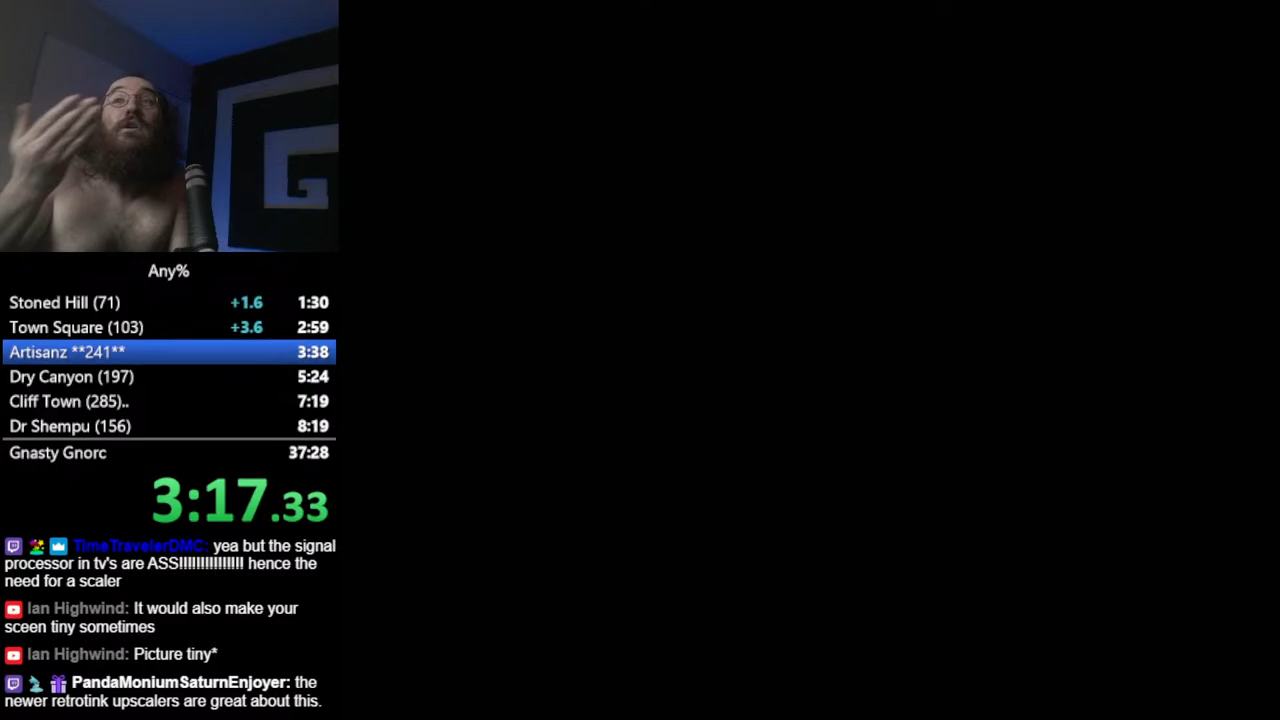 Any%
Stoned Hill (71) +1.6 1:30
Town Square (103) +3.6 2:59
Artisanz **241** 3:38
Dry Canyon (197) 5:24
Cliff Town (285).. 7:19
Dr Shempu (156) 8:19
Gnasty Gnorc 37:28
3:17.33
TimeTravelerDMC: yea but the signal
processor in tv's are ASS!!!!!!!!!!!!!!! hence the
need for a scaler
Ian Highwind: It would also make your
sceen tiny sometimes
Ian Highwind: Picture tiny*
PandaMoniumSaturnEnjoyer: the
newer retrotink upscalers are great about this.